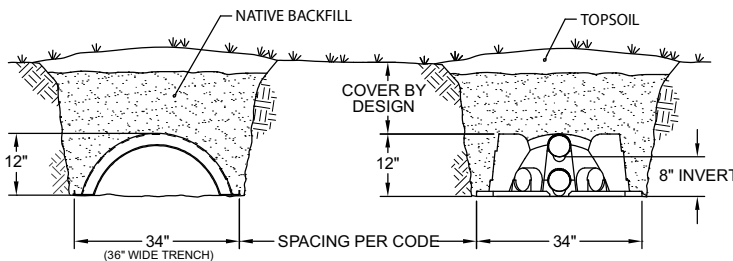 NATIVE BACKFILL
TOPSOIL
COVER BY
DESIGN
12"
12"
8" INVERT
34"
(36" WIDE TRENCH)
SPACING PER CODE
34"